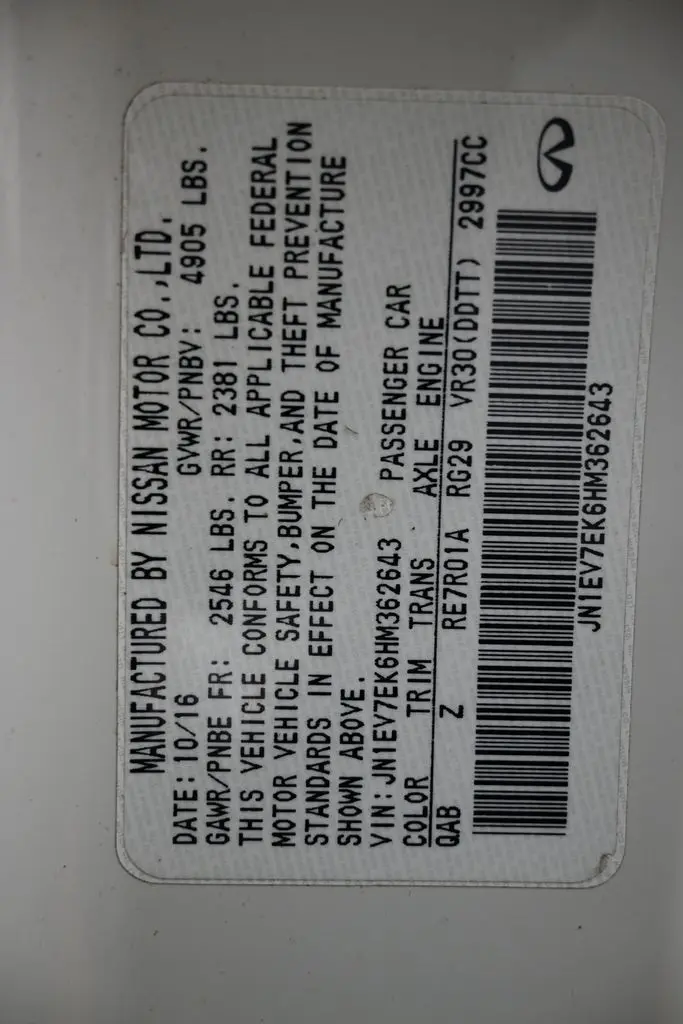 MANUFACTURED BY NISSAN MOTOR CO.,LTD.
DATE:10/16 GVWR/PNBV: 4905 LBS.
GAWR/PNBE FR: 2546 LBS. RR: 2381 LBS.
THIS VEHICLE CONFORMS TO ALL APPLICABLE FEDERAL
MOTOR VEHICLE SAFETY,BUMPER,AND THEFT PREVENTION
STANDARDS IN EFFECT ON THE DATE OF MANUFACTURE
SHOWN ABOVE.
VIN:JN1EV7EK6HM362643 PASSENGER CAR
COLOR TRIM TRANS AXLE ENGINE
QAB Z RE7R01A RG29 VR30(DDTT) 2997CC
JN1EV7EK6HM362643